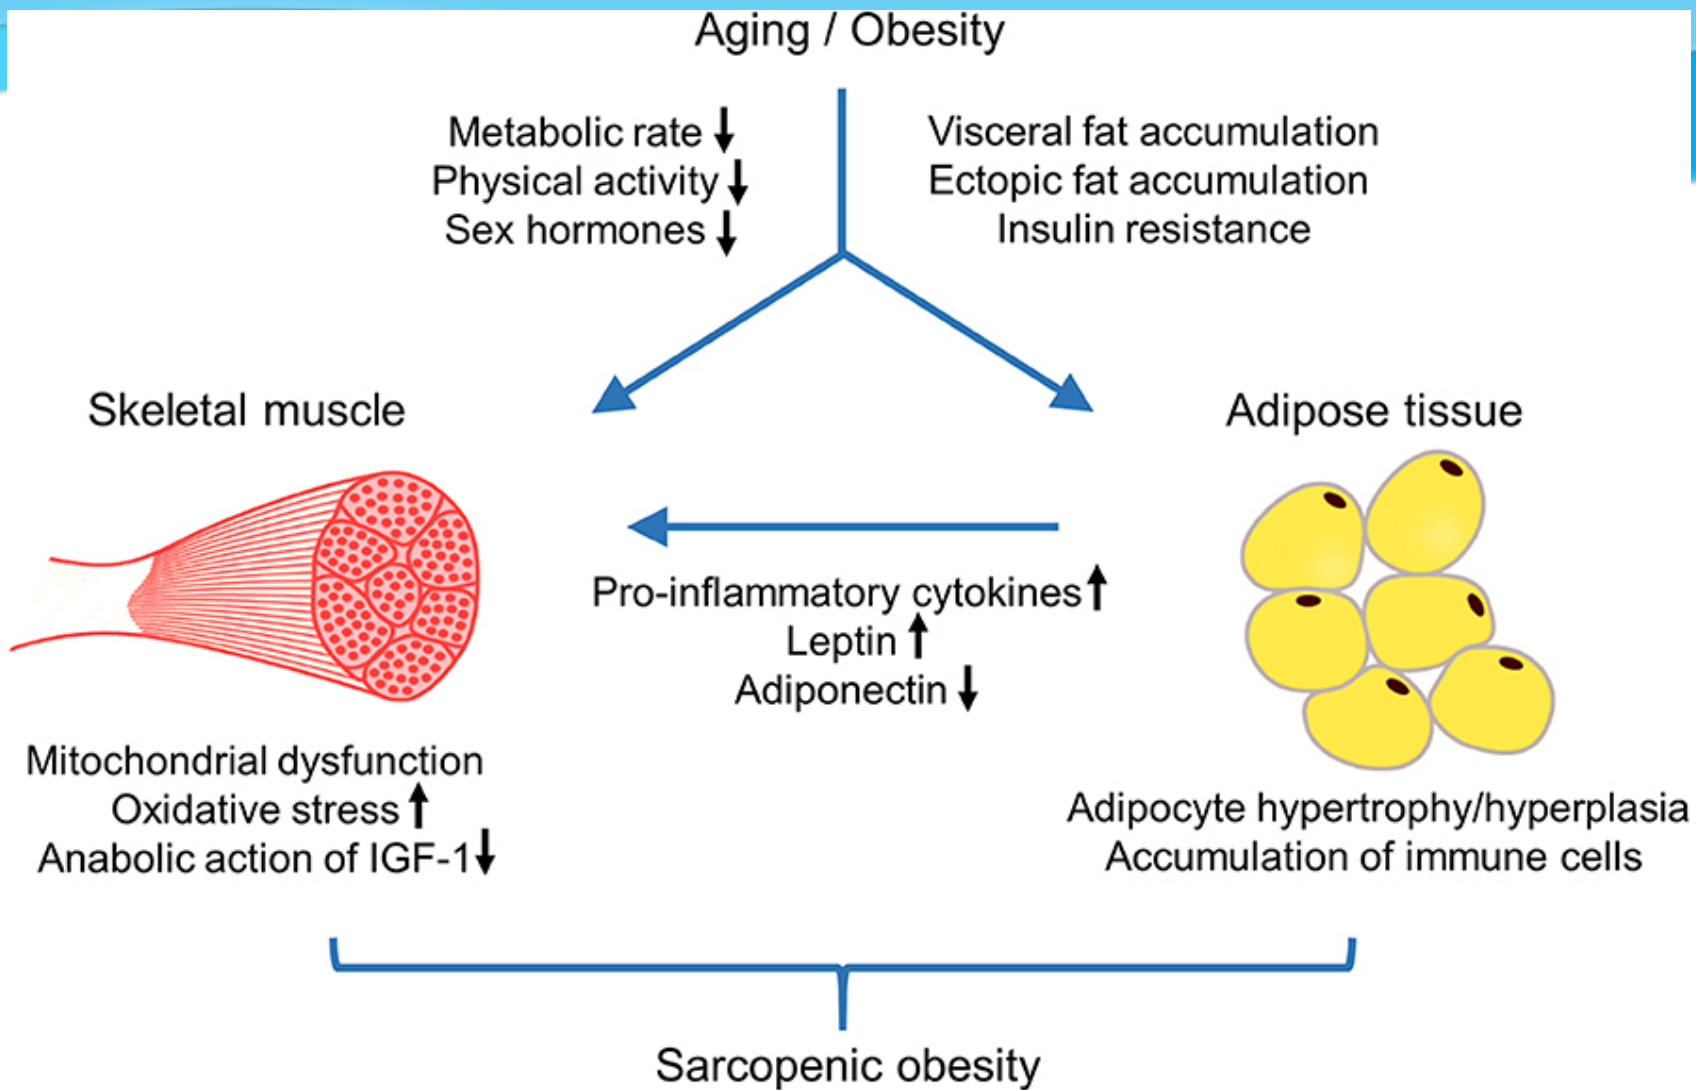 Aging / Obesity
Metabolic rate ↓
Physical activity ↓
Sex hormones ↓
Visceral fat accumulation
Ectopic fat accumulation
Insulin resistance
Skeletal muscle
Adipose tissue
Pro-inflammatory cytokines ↑
Leptin ↑
Adiponectin ↓
Mitochondrial dysfunction
Oxidative stress ↑
Anabolic action of IGF-1 ↓
Adipocyte hypertrophy/hyperplasia
Accumulation of immune cells
Sarcopenic obesity